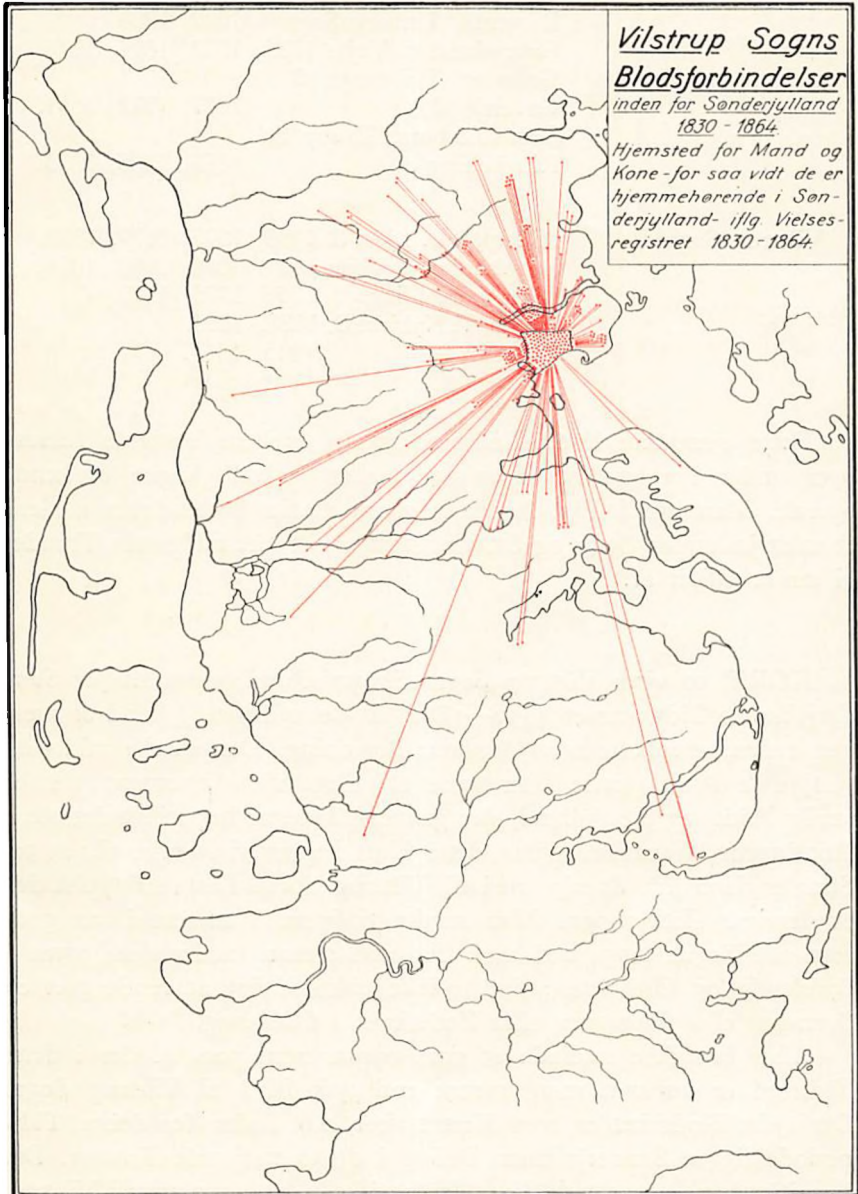 Vilstrup Sogns
Blodsforbindelser
inden for Sønderjylland
1830 - 1864.
Hjemsted for Mand og
Kone - for saa vidt de er
hjemmehørende i Søn-
derjylland - iflg. Vielses-
registret 1830 - 1864.